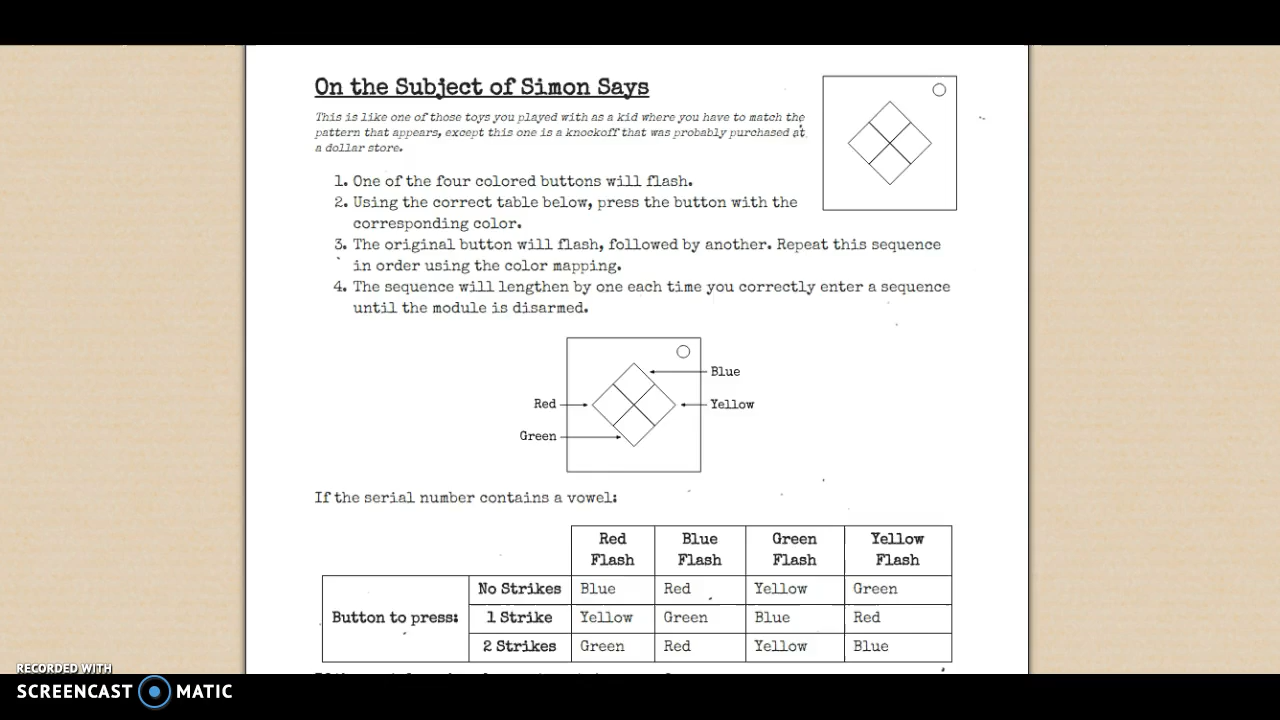 On the Subject of Simon Says
This is like one of those toys you played with as a kid where you have to match the
pattern that appears, except this one is a knockoff that was probably purchased at
a dollar store.
1. One of the four colored buttons will flash.
2. Using the correct table below, press the button with the
corresponding color.
3. The original button will flash, followed by another. Repeat this sequence
in order using the color mapping.
4. The sequence will lengthen by one each time you correctly enter a sequence
until the module is disarmed.
Blue
Red
Yellow
Green
If the serial number contains a vowel:
Red Flash Blue Flash Green Flash Yellow Flash
Button to press:
No Strikes Blue Red Yellow Green
1 Strike Yellow Green Blue Red
2 Strikes Green Red Yellow Blue
RECORDED WITH
SCREENCAST MATIC